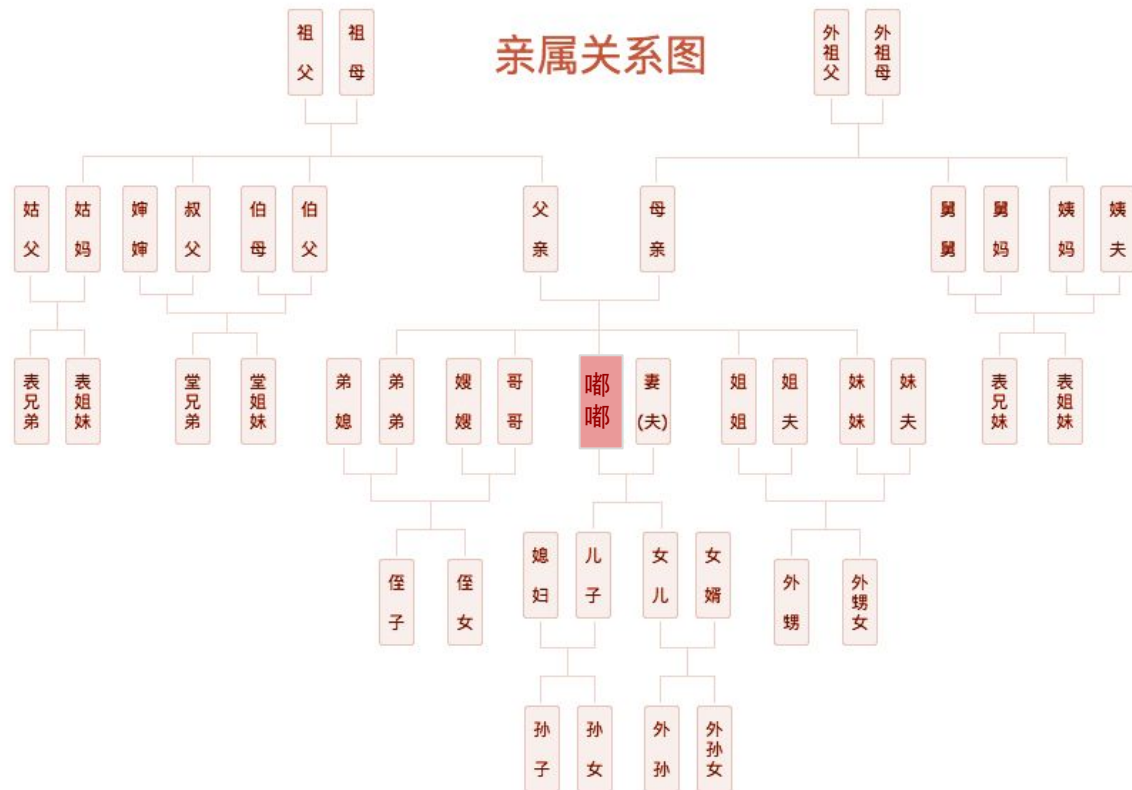 亲属关系图
祖父
祖母
外祖父
外祖母
姑父
姑妈
婶婶
叔父
伯母
伯父
父亲
母亲
舅舅
舅妈
姨妈
姨夫
表兄弟
表姐妹
堂兄弟
堂姐妹
弟媳
弟弟
嫂嫂
哥哥
嘟嘟
妻(夫)
姐姐
姐夫
妹妹
妹夫
表兄妹
表姐妹
侄子
侄女
媳妇
儿子
女儿
女婿
外甥
外甥女
孙子
孙女
外孙
外孙女